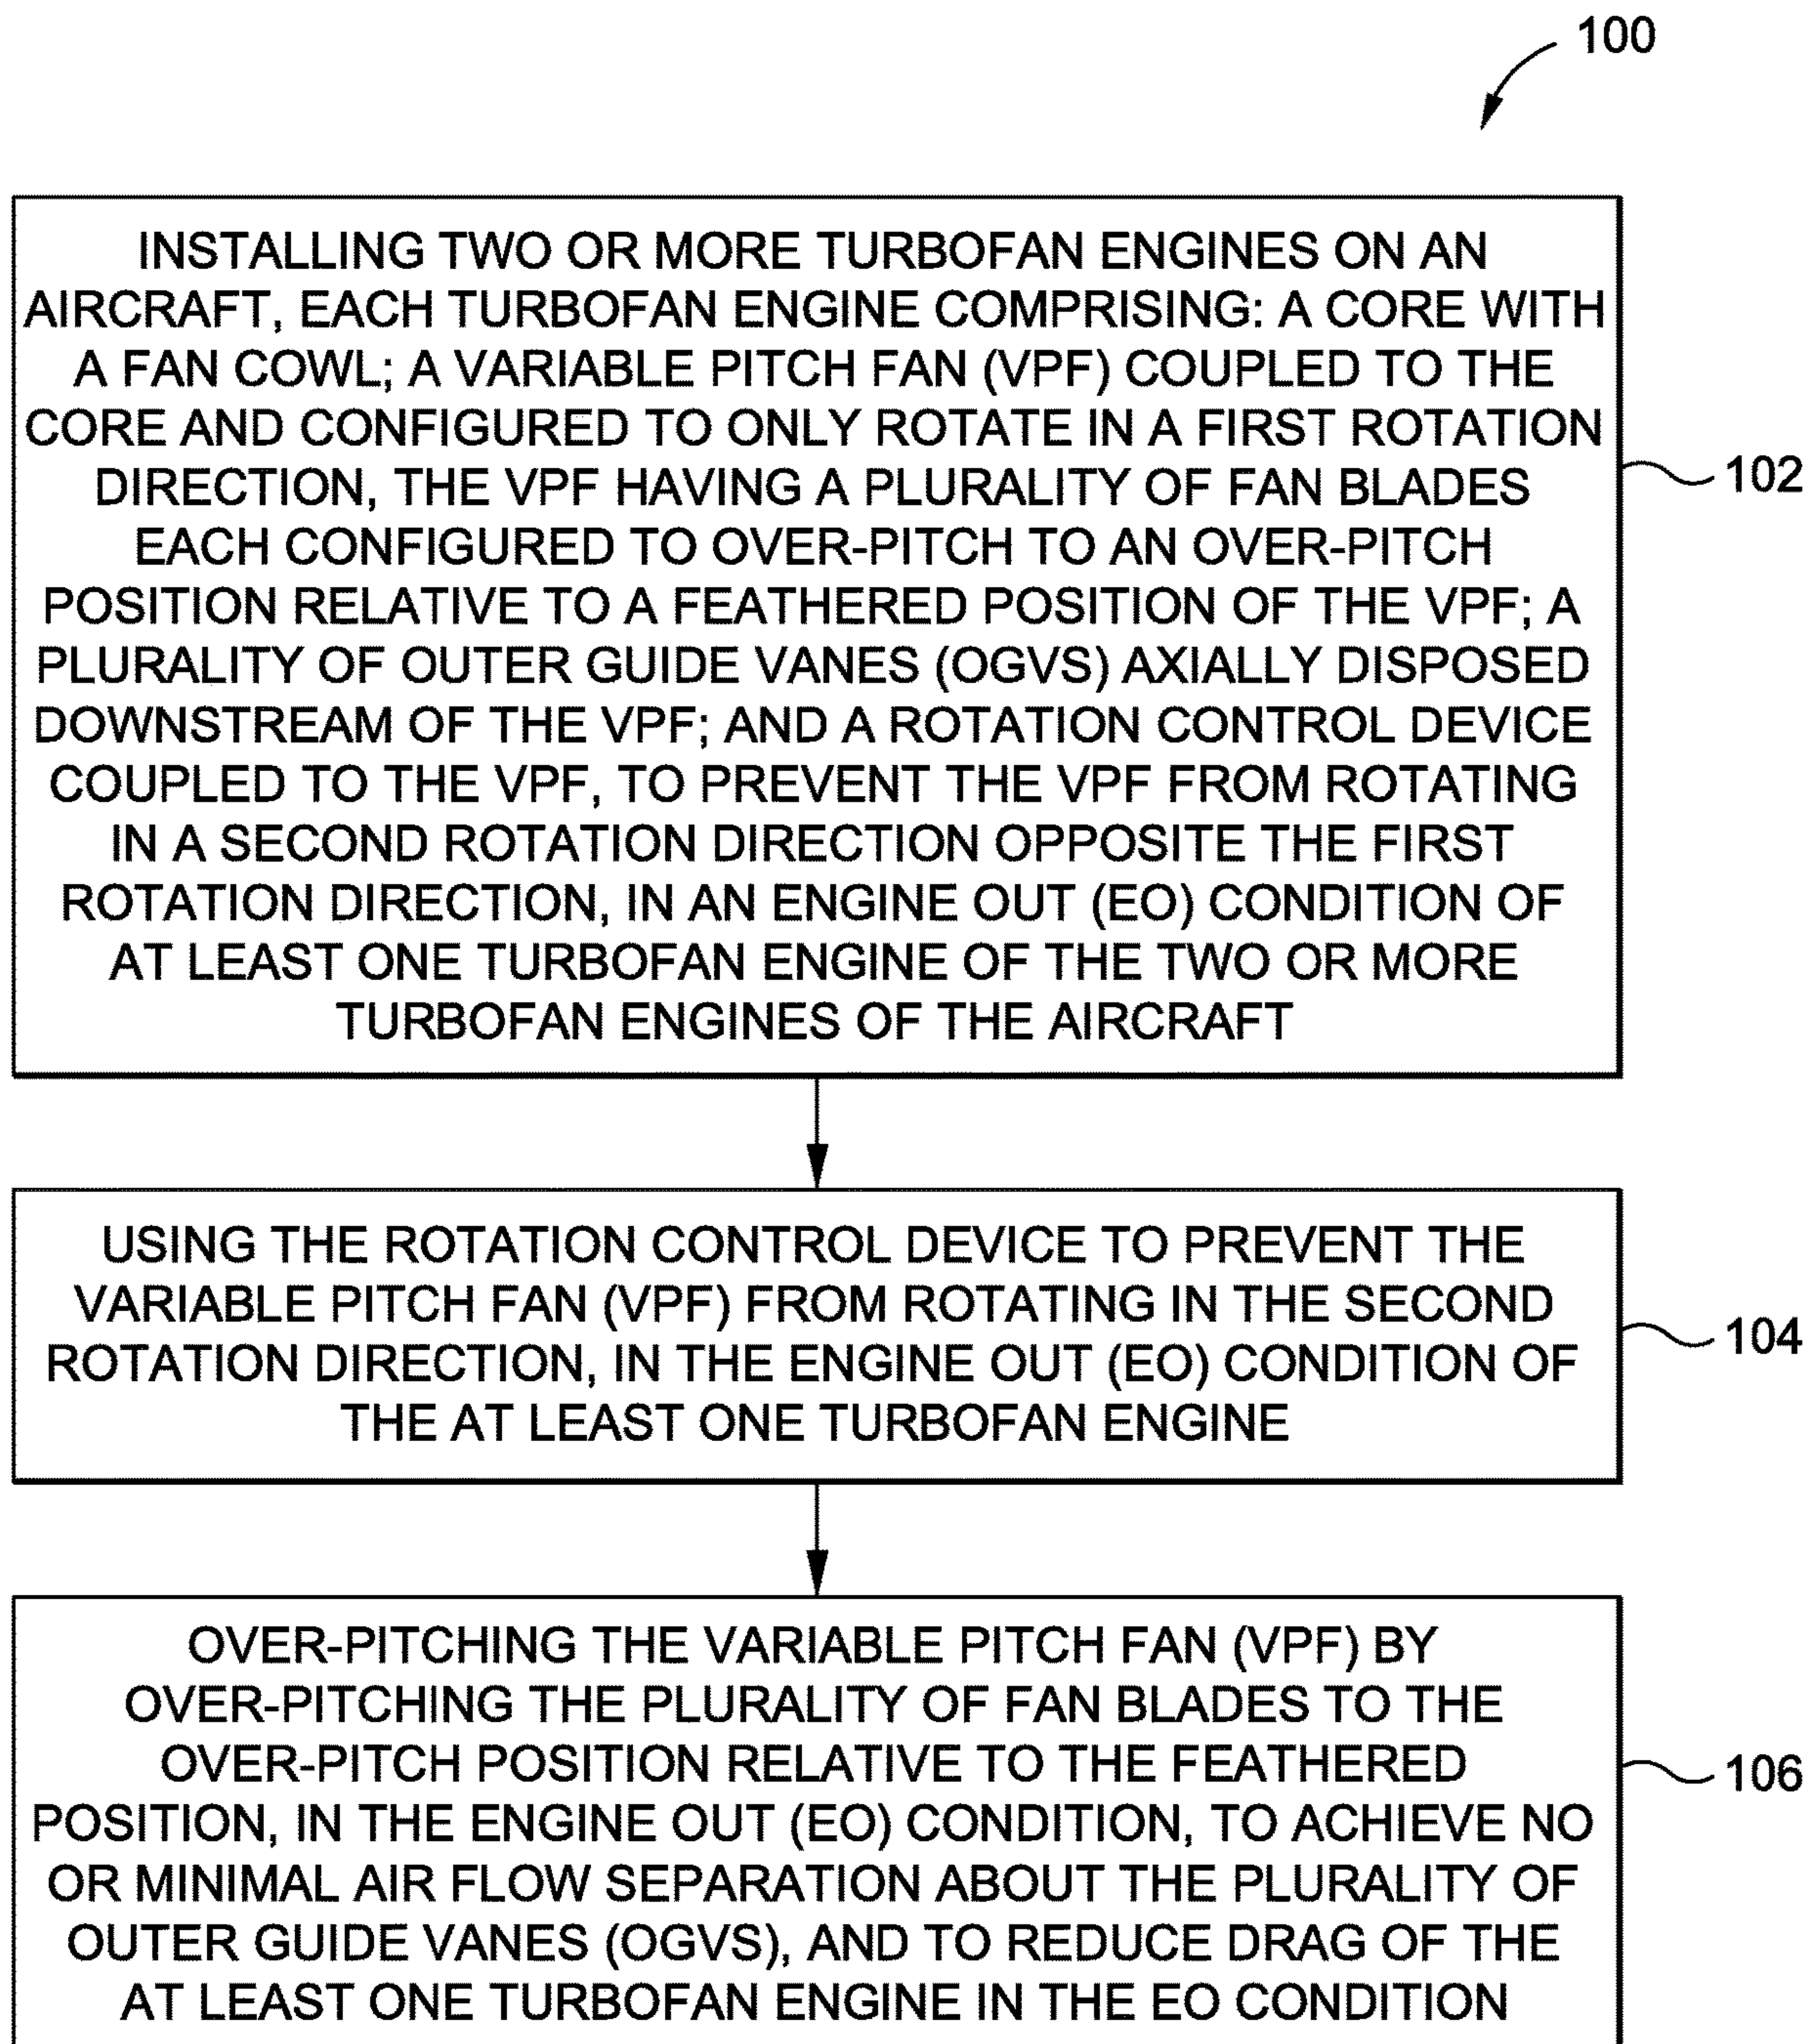 100
INSTALLING TWO OR MORE TURBOFAN ENGINES ON AN
AIRCRAFT, EACH TURBOFAN ENGINE COMPRISING: A CORE WITH
A FAN COWL; A VARIABLE PITCH FAN (VPF) COUPLED TO THE
CORE AND CONFIGURED TO ONLY ROTATE IN A FIRST ROTATION
DIRECTION, THE VPF HAVING A PLURALITY OF FAN BLADES
EACH CONFIGURED TO OVER-PITCH TO AN OVER-PITCH
POSITION RELATIVE TO A FEATHERED POSITION OF THE VPF; A
PLURALITY OF OUTER GUIDE VANES (OGVS) AXIALLY DISPOSED
DOWNSTREAM OF THE VPF; AND A ROTATION CONTROL DEVICE
COUPLED TO THE VPF, TO PREVENT THE VPF FROM ROTATING
IN A SECOND ROTATION DIRECTION OPPOSITE THE FIRST
ROTATION DIRECTION, IN AN ENGINE OUT (EO) CONDITION OF
AT LEAST ONE TURBOFAN ENGINE OF THE TWO OR MORE
TURBOFAN ENGINES OF THE AIRCRAFT
102
USING THE ROTATION CONTROL DEVICE TO PREVENT THE
VARIABLE PITCH FAN (VPF) FROM ROTATING IN THE SECOND
ROTATION DIRECTION, IN THE ENGINE OUT (EO) CONDITION OF
THE AT LEAST ONE TURBOFAN ENGINE
104
OVER-PITCHING THE VARIABLE PITCH FAN (VPF) BY
OVER-PITCHING THE PLURALITY OF FAN BLADES TO THE
OVER-PITCH POSITION RELATIVE TO THE FEATHERED
POSITION, IN THE ENGINE OUT (EO) CONDITION, TO ACHIEVE NO
OR MINIMAL AIR FLOW SEPARATION ABOUT THE PLURALITY OF
OUTER GUIDE VANES (OGVS), AND TO REDUCE DRAG OF THE
AT LEAST ONE TURBOFAN ENGINE IN THE EO CONDITION
106